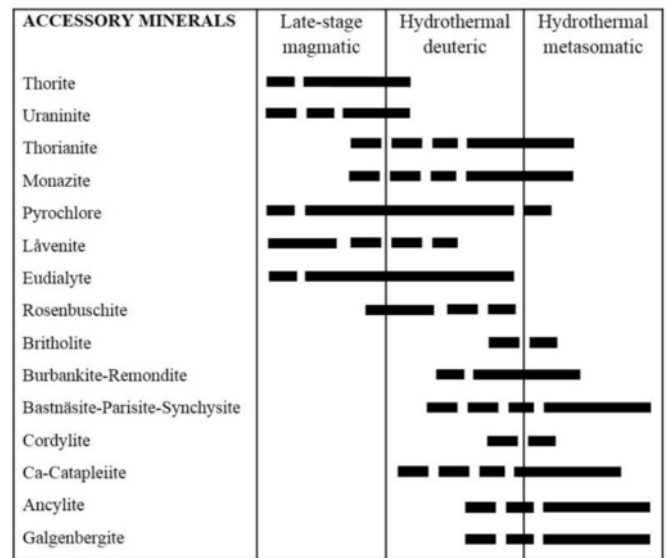 ACCESSORY MINERALS
Late-stage
magmatic
Hydrothermal
deuteric
Hydrothermal
metasomatic
Thorite
Uraninite
Thorianite
Monazite
Pyrochlore
Låvenite
Eudialyte
Rosenbuschite
Britholite
Burbankite-Remondite
Bastnäsite-Parisite-Synchysite
Cordylite
Ca-Catapleiite
Ancylite
Galgenbergite